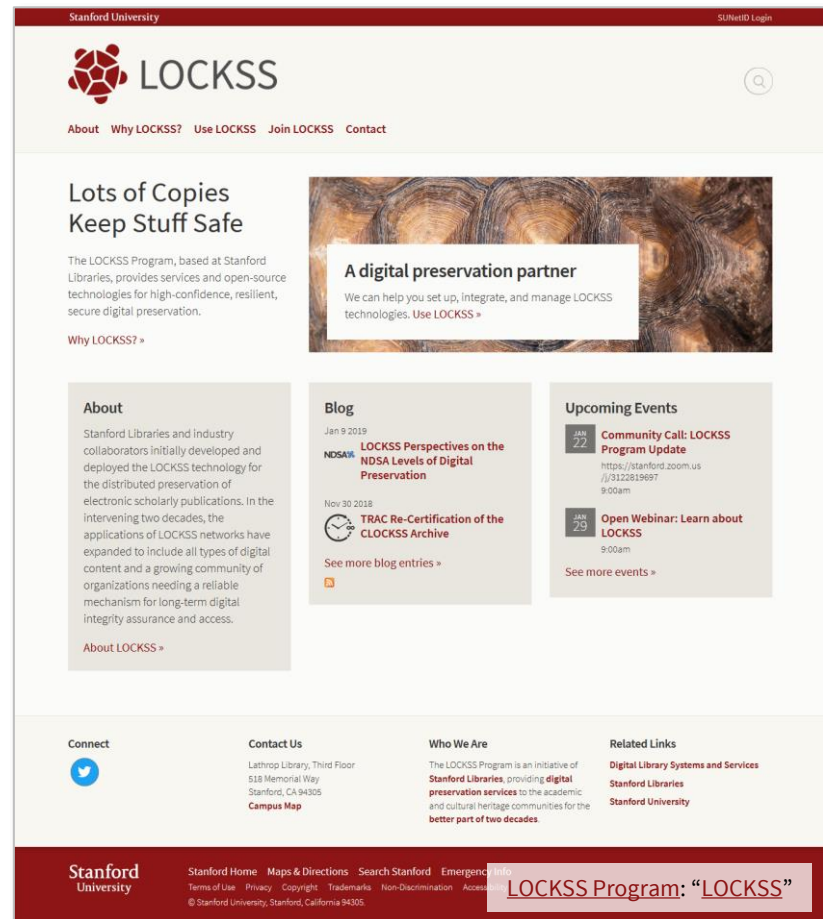 Stanford University
SUNetID Login
LOCKSS
About Why LOCKSS? Use LOCKSS Join LOCKSS Contact
Lots of Copies
Keep Stuff Safe
The LOCKSS Program, based at Stanford
Libraries, provides services and open-source
technologies for high-confidence, resilient,
secure digital preservation.
Why LOCKSS? »
A digital preservation partner
We can help you set up, integrate, and manage LOCKSS
technologies. Use LOCKSS »
About
Stanford Libraries and industry
collaborators initially developed and
deployed the LOCKSS technology for
the distributed preservation of
electronic scholarly publications. In the
intervening two decades, the
applications of LOCKSS networks have
expanded to include all types of digital
content and a growing community of
organizations needing a reliable
mechanism for long-term digital
integrity assurance and access.
About LOCKSS »
Blog
Jan 9 2019
NDSA
LOCKSS Perspectives on the
NDSA Levels of Digital
Preservation
Nov 30 2018
TRAC Re-Certification of the
CLOCKSS Archive
See more blog entries »
Upcoming Events
JAN
22
Community Call: LOCKSS
Program Update
https://stanford.zoom.us
/j/3122819697
9:00am
JAN
29
Open Webinar: Learn about
LOCKSS
9:00am
See more events »
Connect
Contact Us
Lathrop Library, Third Floor
518 Memorial Way
Stanford, CA 94305
Campus Map
Who We Are
The LOCKSS Program is an initiative of
Stanford Libraries, providing digital
preservation services to the academic
and cultural heritage communities for the
better part of two decades.
Related Links
Digital Library Systems and Services
Stanford Libraries
Stanford University
Stanford
University
Stanford Home Maps & Directions Search Stanford Emergency Info
Terms of Use Privacy Copyright Trademarks Non-Discrimination
© Stanford University, Stanford, California 94305.
LOCKSS Program: “LOCKSS”